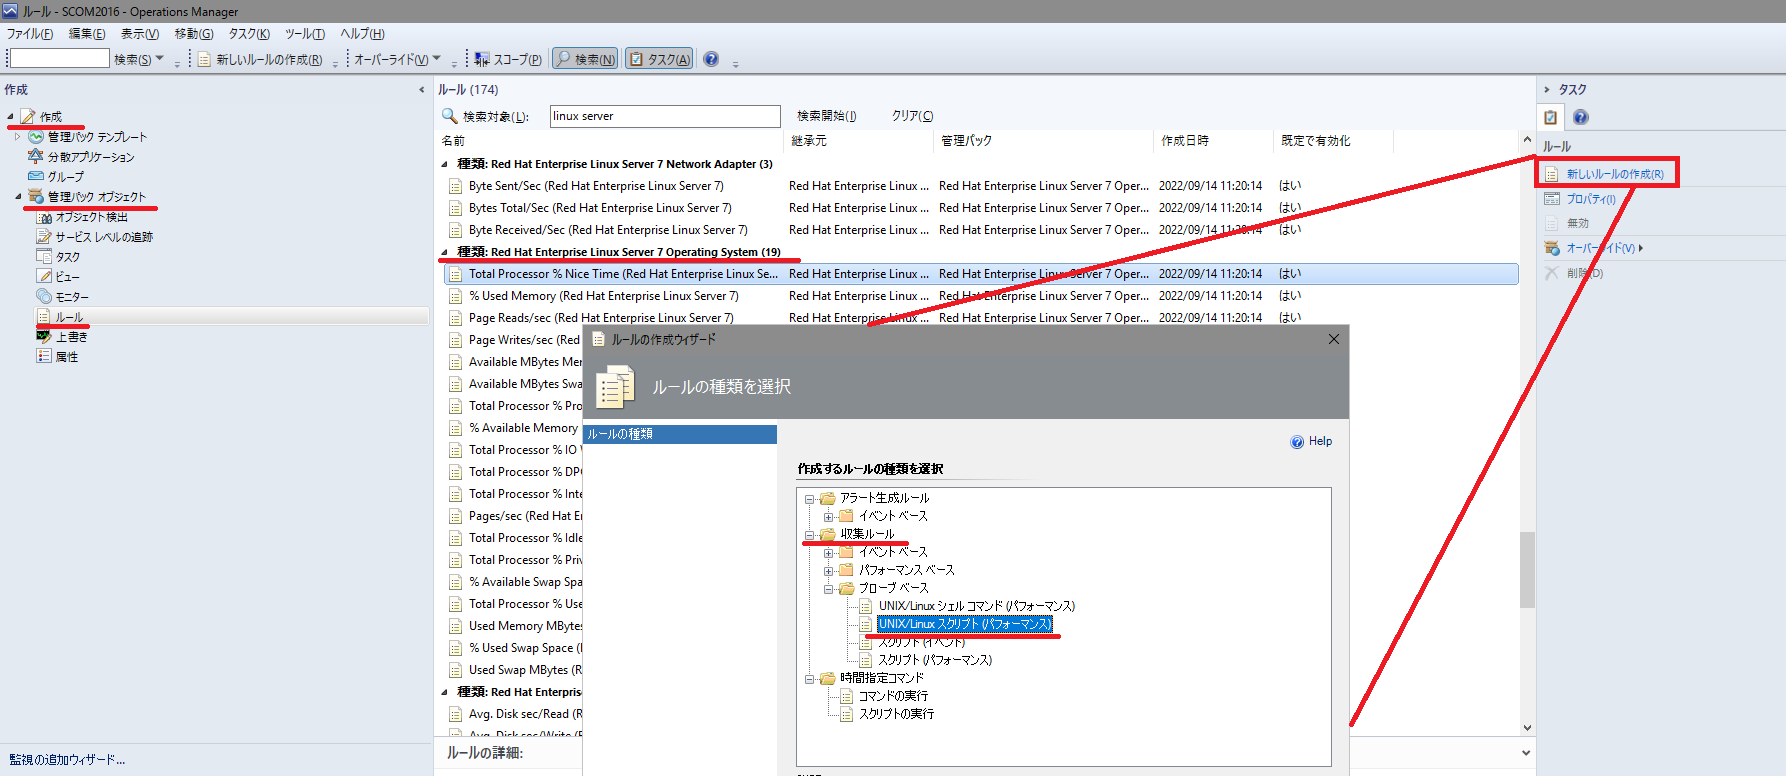 ルール - SCOM2016 - Operations Manager
ファイル(F) 編集(E) 表示(V) 移動(G) タスク(K) ツール(T) ヘルプ(H)
検索(S) 新しいルールの作成(R) オーバーライド(V) スコープ(P) 検索(N) タスク(A)
作成
作成
管理パック テンプレート
分散アプリケーション
グループ
管理パック オブジェクト
オブジェクト検出
サービス レベルの追跡
タスク
ビュー
モニター
ルール
上書き
属性
監視の追加ウィザード...
ルール (174)
検索対象(L): linux server 検索開始(I) クリア(C)
名前 継承元 管理パック 作成日時 既定で有効化
種類: Red Hat Enterprise Linux Server 7 Network Adapter (3)
Byte Sent/Sec (Red Hat Enterprise Linux Server 7) Red Hat Enterprise Linux ... Red Hat Enterprise Linux Server 7 Oper... 2022/09/14 11:20:14 はい
Bytes Total/Sec (Red Hat Enterprise Linux Server 7) Red Hat Enterprise Linux ... Red Hat Enterprise Linux Server 7 Oper... 2022/09/14 11:20:14 はい
Byte Received/Sec (Red Hat Enterprise Linux Server 7) Red Hat Enterprise Linux ... Red Hat Enterprise Linux Server 7 Oper... 2022/09/14 11:20:14 はい
種類: Red Hat Enterprise Linux Server 7 Operating System (19)
Total Processor % Nice Time (Red Hat Enterprise Linux Se... Red Hat Enterprise Linux ... Red Hat Enterprise Linux Server 7 Oper... 2022/09/14 11:20:14 はい
% Used Memory (Red Hat Enterprise Linux Server 7) Red Hat Enterprise Linux ... Red Hat Enterprise Linux Server 7 Oper... 2022/09/14 11:20:14 はい
Page Reads/sec (Red Hat Enterprise Linux Server 7) Red Hat Enterprise Linux ... Red Hat Enterprise Linux Server 7 Oper... 2022/09/14 11:20:14 はい
Page Writes/sec (Red
Available MBytes Mem
Available MBytes Swa
Total Processor % Pro
% Available Memory
Total Processor % IO
Total Processor % DPC
Total Processor % Inte
Pages/sec (Red Hat En
Total Processor % Idle
Total Processor % Priv
% Available Swap Spa
Total Processor % Use
Used Memory MBytes
% Used Swap Space (
Used Swap MBytes (R
種類: Red Hat Enterpris
Avg. Disk sec/Read (R
Avg. Disk sec/Write (
ルールの詳細:
ルールの作成ウィザード
ルールの種類を選択
ルールの種類
Help
作成するルールの種類を選択
アラート生成ルール
イベント ベース
収集ルール
イベント ベース
パフォーマンス ベース
プローブ ベース
UNIX/Linux シェル コマンド (パフォーマンス)
UNIX/Linux スクリプト (パフォーマンス)
スクリプト (イベント)
スクリプト (パフォーマンス)
時間指定コマンド
コマンドの実行
スクリプトの実行
タスク
ルール
新しいルールの作成(R)
プロパティ(I)
無効
オーバーライド(V)
削除(D)